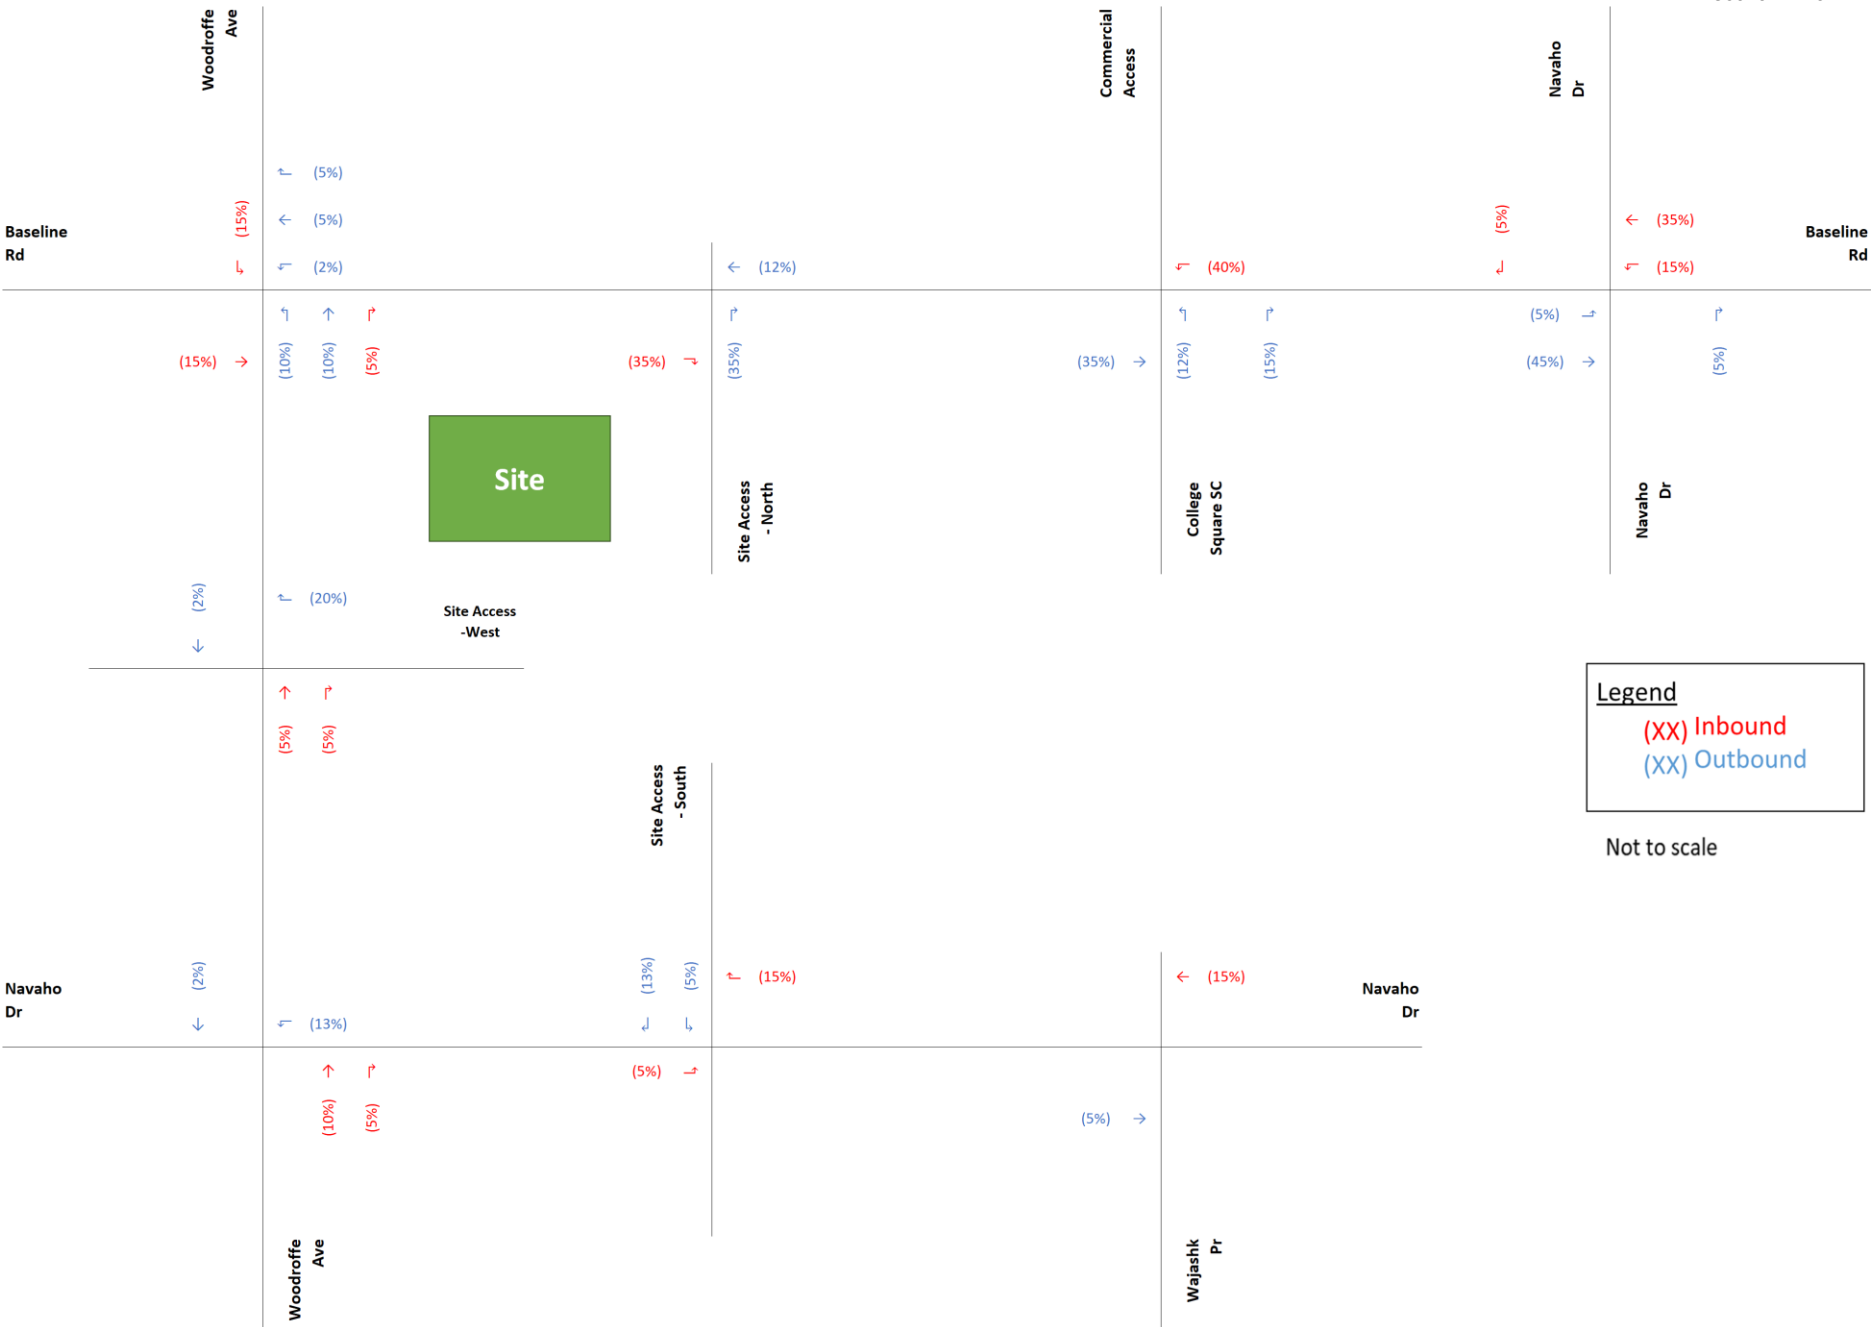 Woodroffe
Ave
Commercial
Access
Navaho
Dr
(5%)
(15%)
(5%)
(5%)
(35%)
Baseline
Rd
Baseline
Rd
(2%)
(12%)
(40%)
(15%)
(5%)
(15%)
(10%)
(10%)
(5%)
(35%)
(35%)
(35%)
(12%)
(15%)
(45%)
(5%)
Site
Site Access
- North
College
Square SC
Navaho
Dr
(2%)
(20%)
Site Access
-West
(5%)
(5%)
Legend
(XX) Inbound
(XX) Outbound
Not to scale
Site Access
- South
Navaho
Dr
(2%)
(13%)
(13%)
(5%)
(15%)
(15%)
Navaho
Dr
(10%)
(5%)
(5%)
(5%)
Woodroffe
Ave
Wajashk
Pr